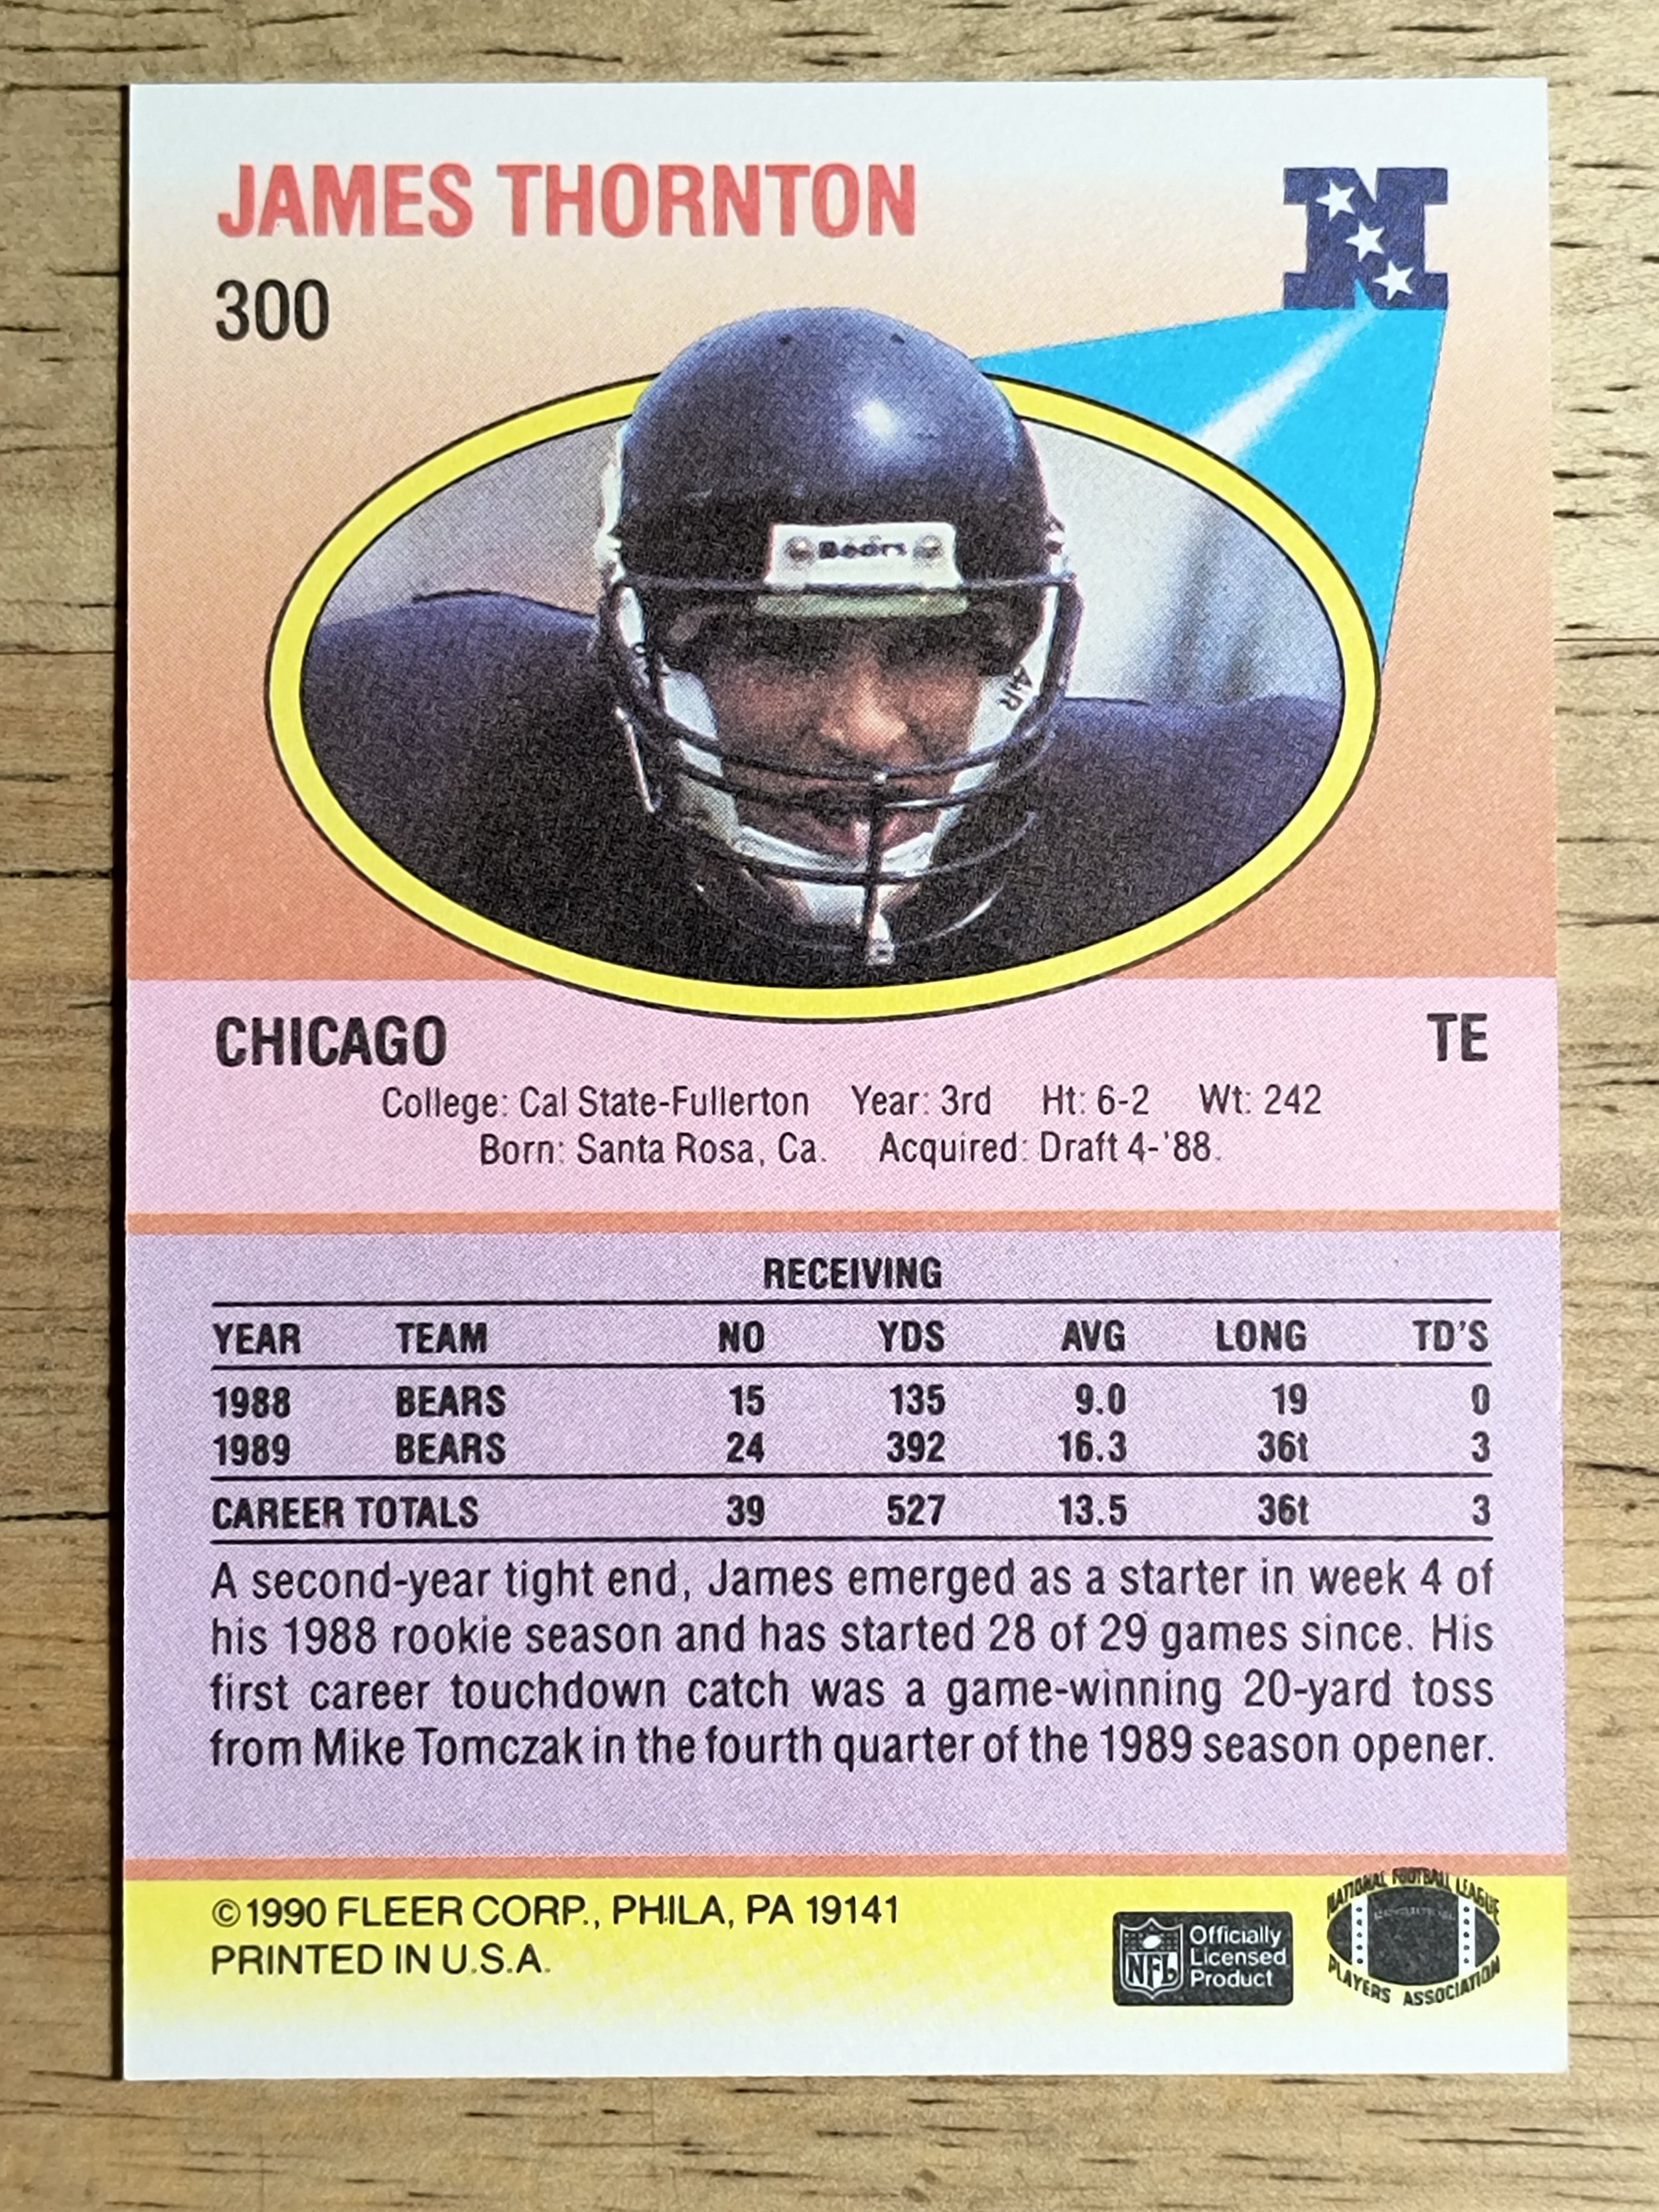 JAMES THORNTON
300
Bears
AIR
CHICAGO TE
College: Cal State-Fullerton Year: 3rd Ht: 6-2 Wt: 242
Born: Santa Rosa, Ca. Acquired: Draft 4-'88.
RECEIVING
YEAR TEAM NO YDS AVG LONG TD'S
1988 BEARS 15 135 9.0 19 0
1989 BEARS 24 392 16.3 36t 3
CAREER TOTALS 39 527 13.5 36t 3
A second-year tight end, James emerged as a starter in week 4 of
his 1988 rookie season and has started 28 of 29 games since. His
first career touchdown catch was a game-winning 20-yard toss
from Mike Tomczak in the fourth quarter of the 1989 season opener.
©1990 FLEER CORP., PHILA, PA 19141
PRINTED IN U.S.A.
NFL
Officially
Licensed
Product
NATIONAL FOOTBALL LEAGUE
PLAYERS ASSOCIATION